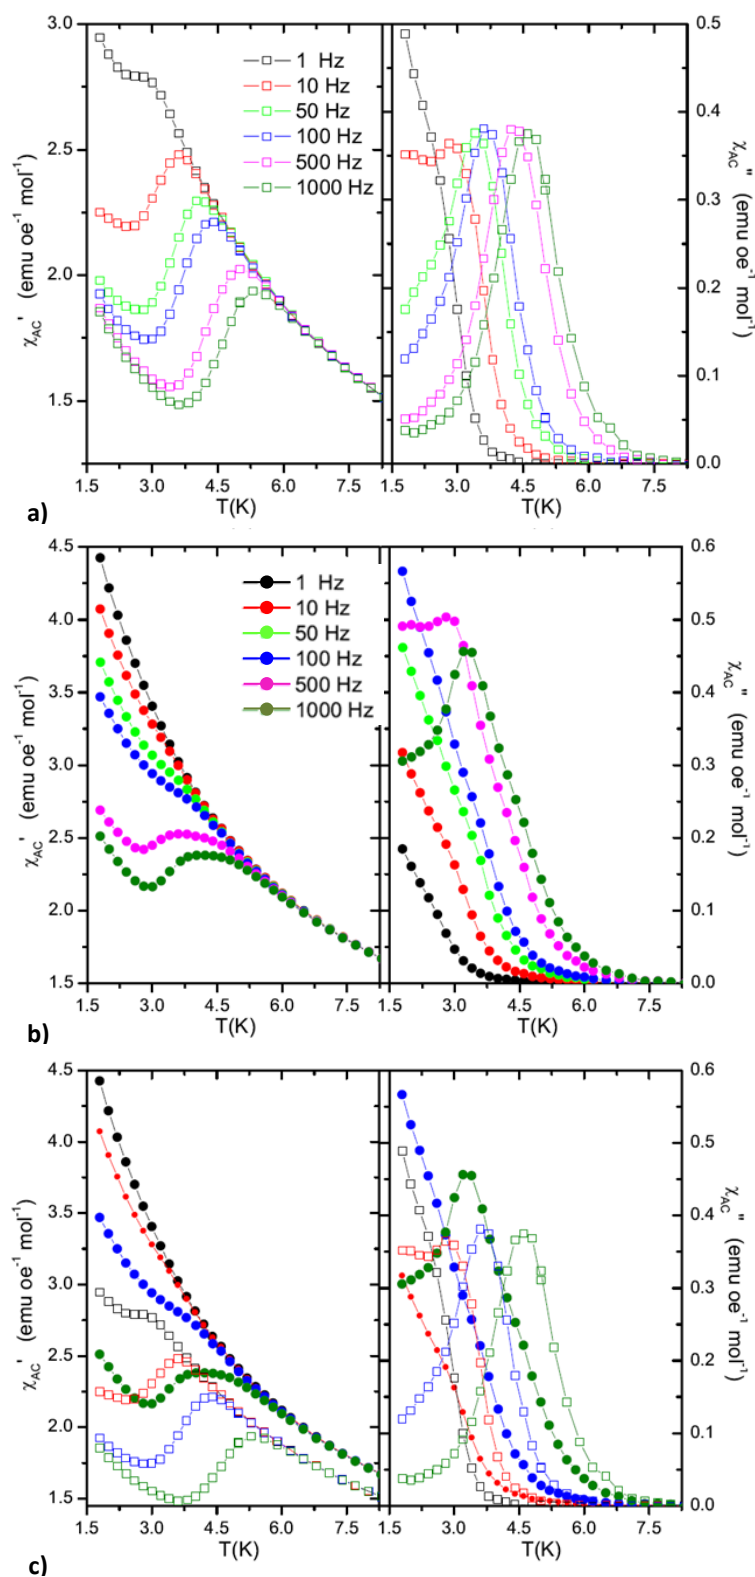 3.0
2.5
2.0
1.5
χAC' (emu oe⁻¹ mol⁻¹)
1 Hz
10 Hz
50 Hz
100 Hz
500 Hz
1000 Hz
0.5
0.4
0.3
0.2
0.1
0.0
χAC" (emu oe⁻¹ mol⁻¹)
1.5 3.0 4.5 6.0 7.5 1.5 3.0 4.5 6.0 7.5
T(K) T(K)
a)
4.5
4.0
3.5
3.0
2.5
2.0
1.5
χAC' (emu oe⁻¹ mol⁻¹)
1 Hz
10 Hz
50 Hz
100 Hz
500 Hz
1000 Hz
0.6
0.5
0.4
0.3
0.2
0.1
0.0
χAC" (emu oe⁻¹ mol⁻¹)
1.5 3.0 4.5 6.0 7.5 1.5 3.0 4.5 6.0 7.5
T(K) T(K)
b)
4.5
4.0
3.5
3.0
2.5
2.0
1.5
χAC' (emu oe⁻¹ mol⁻¹)
0.6
0.5
0.4
0.3
0.2
0.1
0.0
χAC" (emu oe⁻¹ mol⁻¹)
1.5 3.0 4.5 6.0 7.5 1.5 3.0 4.5 6.0 7.5
T(K) T(K)
c)